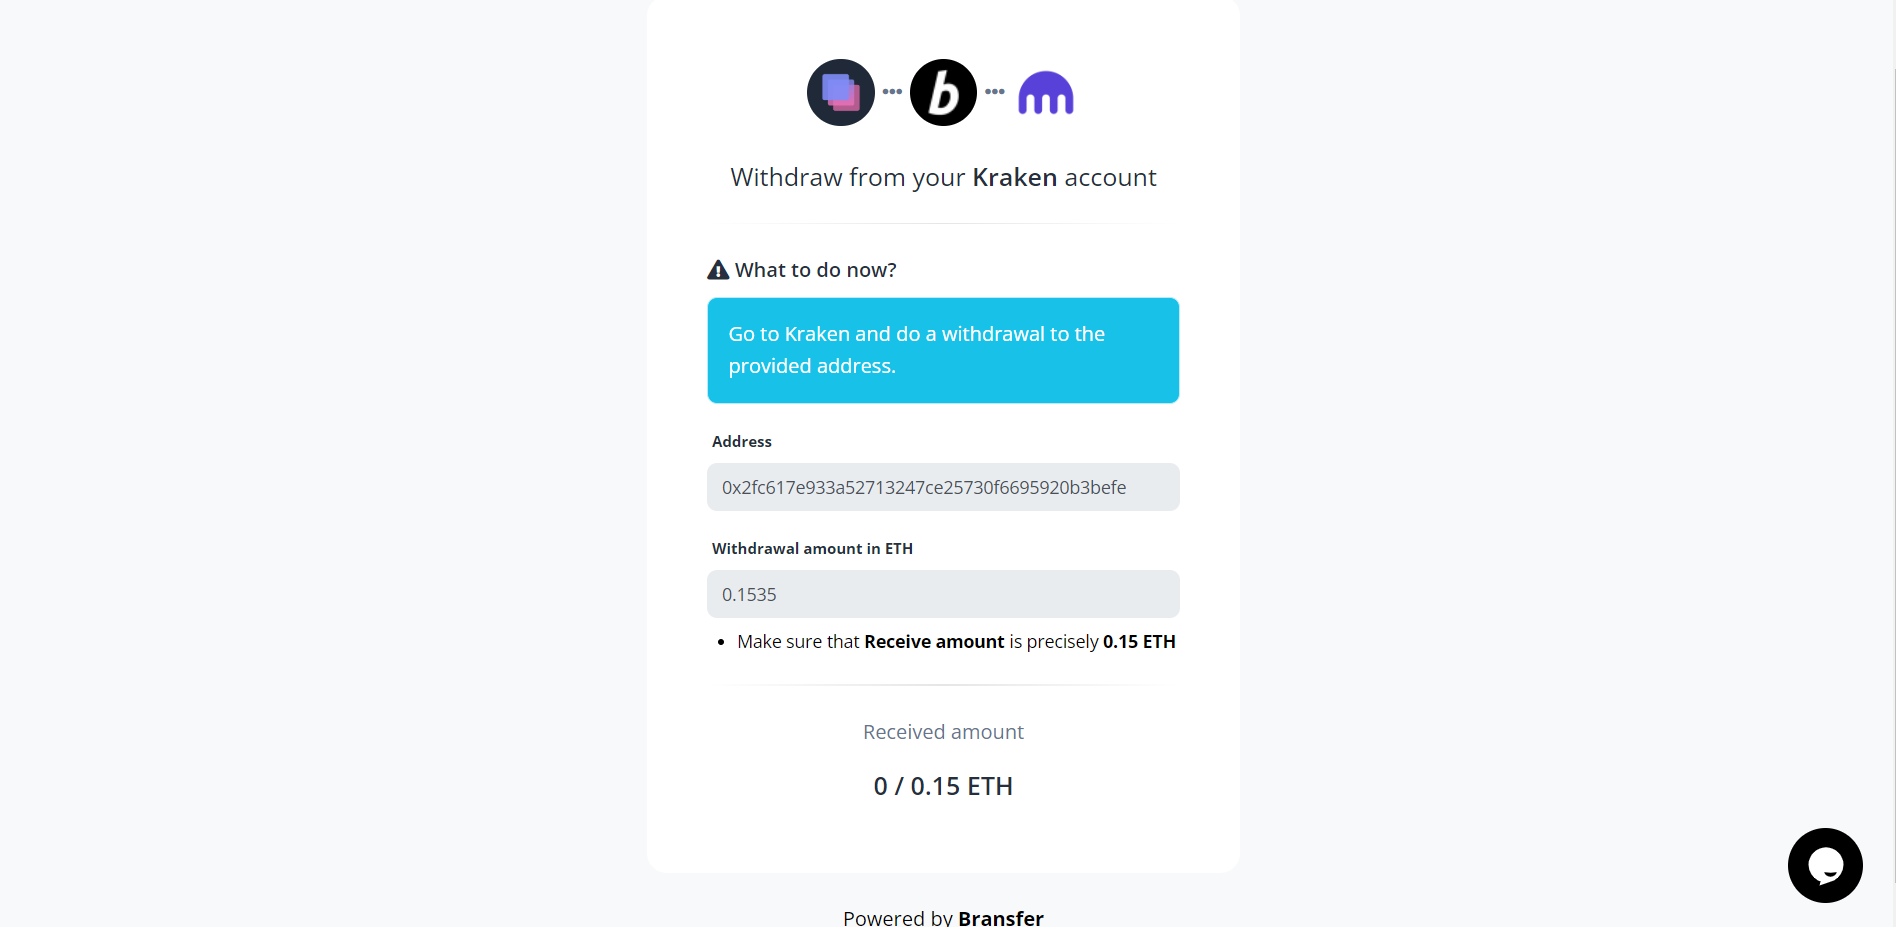 b
Withdraw from your Kraken account
What to do now?
Go to Kraken and do a withdrawal to the
provided address.
Address
0x2fc617e933a52713247ce25730f6695920b3befe
Withdrawal amount in ETH
0.1535
Make sure that Receive amount is precisely 0.15 ETH
Received amount
0 / 0.15 ETH
Powered by Bransfer